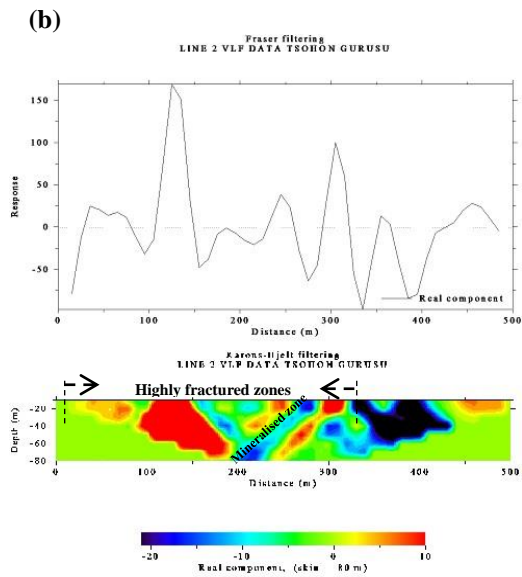 (b)
Fraser filtering
LINE 2 VLF DATA TSOHON GURUSU
150
100
50
0
-50
Response
0 100 200 300 400 500
Real component
Distance (m)
Karous-Hjelt filtering
LINE 2 VLF DATA TSOHON GURUSU
Highly fractured zones
Mineralised zone
-20
-40
-60
-80
Depth (m)
0 100 200 300 400 500
Distance (m)
-20 -10 0 10
Real component, (skin 80 m)